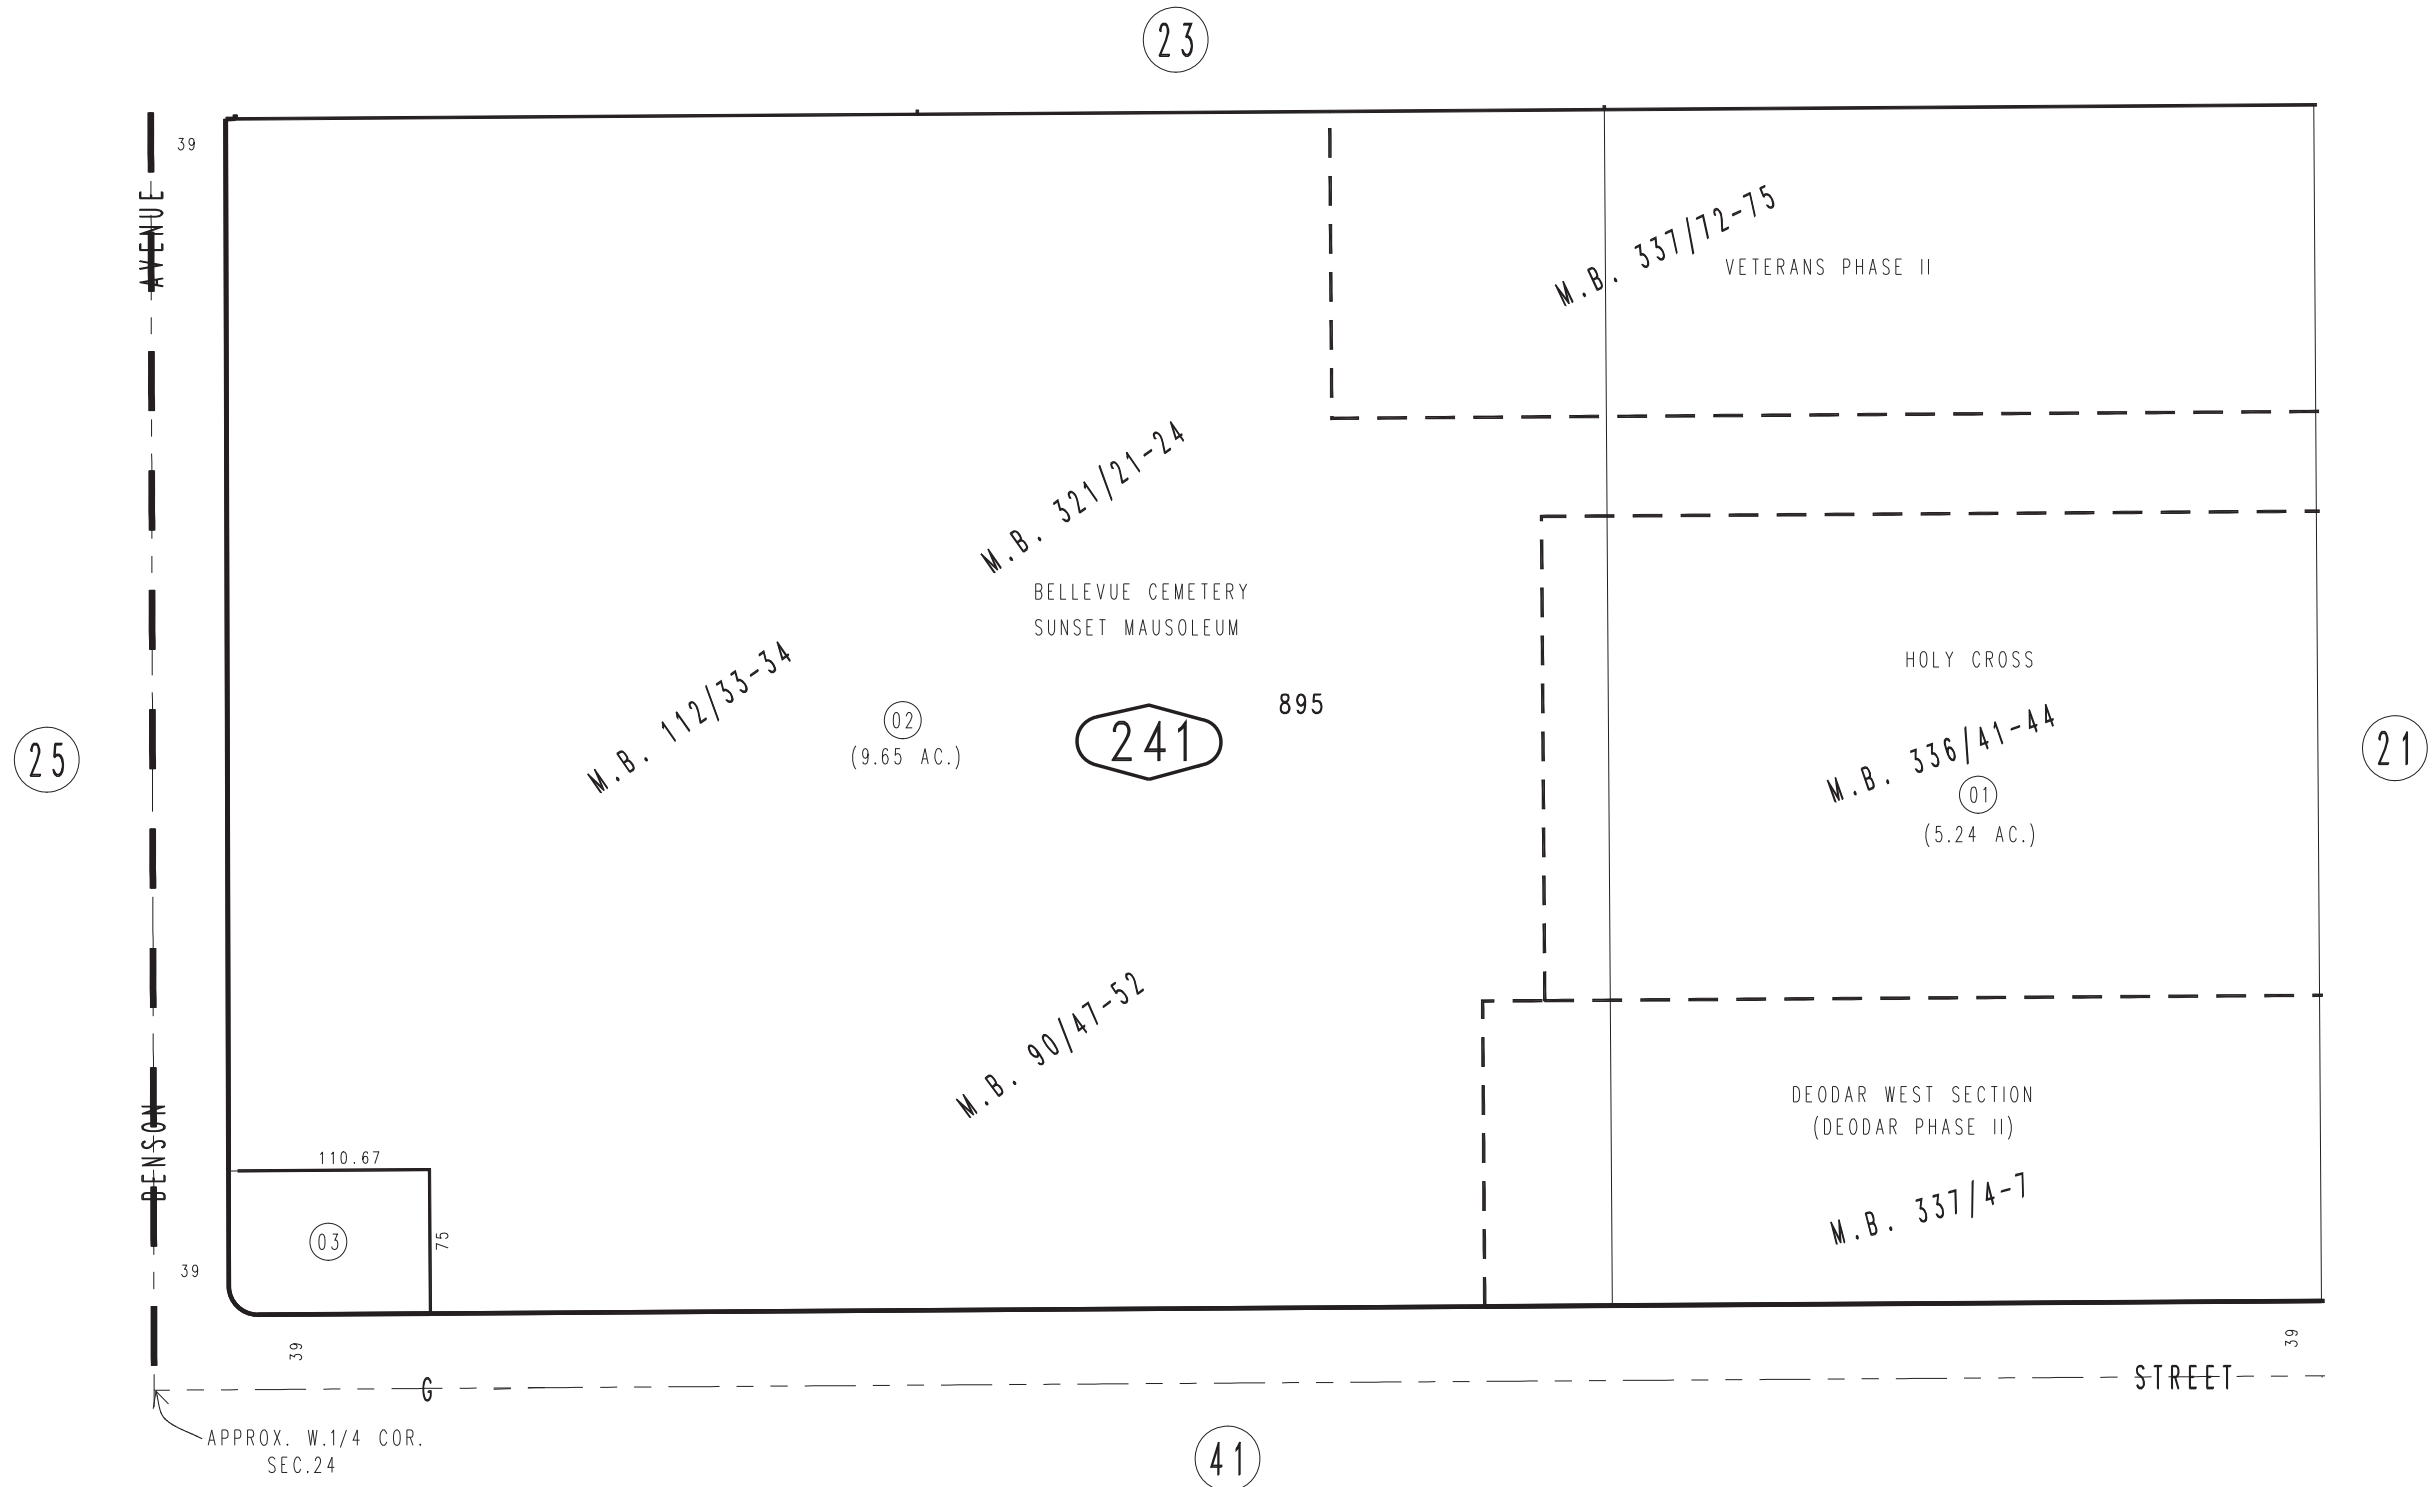 23
39
AVENUE
M.B. 337/72-75
VETERANS PHASE II
M.B. 321/21-24
BELLEVUE CEMETERY
SUNSET MAUSOLEUM
M.B. 112/33-34
HOLY CROSS
895
02
(9.65 AC.)
241
M.B. 336/41-44
25
21
01
(5.24 AC.)
M.B. 90/47-52
DEODAR WEST SECTION
(DEODAR PHASE II)
BENSON
110.67
M.B. 337/4-7
03
75
39
39
39
G STREET
APPROX. W.1/4 COR.
SEC.24
41